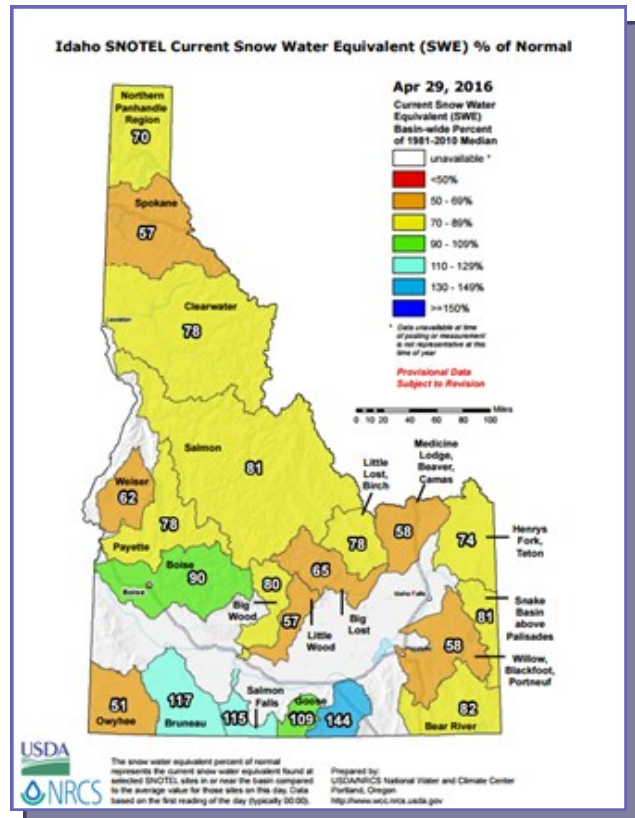 Idaho SNOTEL Current Snow Water Equivalent (SWE) % of Normal
Apr 29, 2016
Current Snow Water
Equivalent (SWE)
Basin-wide Percent
of 1981-2010 Median
unavailable *
<50%
50 - 69%
70 - 89%
90 - 109%
110 - 129%
130 - 149%
>=150%
* Data unavailable at time
of posting or measurement
is not representative at this
time of year
Provisional Data
Subject to Revision
Miles
0 10 20 40 60 80 100
Northern
Panhandle
Region
70
Spokane
57
Clearwater
78
Lewiston
Salmon
81
Weiser
62
78
Payette
Boise
90
Boise
80
Big
Wood
57
Little
Wood
65
Big
Lost
Little
Lost,
Birch
78
Medicine
Lodge,
Beaver,
Camas
58
74
Henrys
Fork,
Teton
Idaho Falls
81
Snake
Basin
above
Palisades
Pocatello
58
Willow,
Blackfoot,
Portneuf
82
Bear River
51
Owyhee
117
Bruneau
115
Salmon
Falls
Goose
109
144
USDA
NRCS
The snow water equivalent percent of normal
represents the current snow water equivalent found at
selected SNOTEL sites in or near the basin compared
to the average value for those sites on this day. Data
based on the first reading of the day (typically 00:00).
Prepared by:
USDA/NRCS National Water and Climate Center
Portland, Oregon
http://www.wcc.nrcs.usda.gov